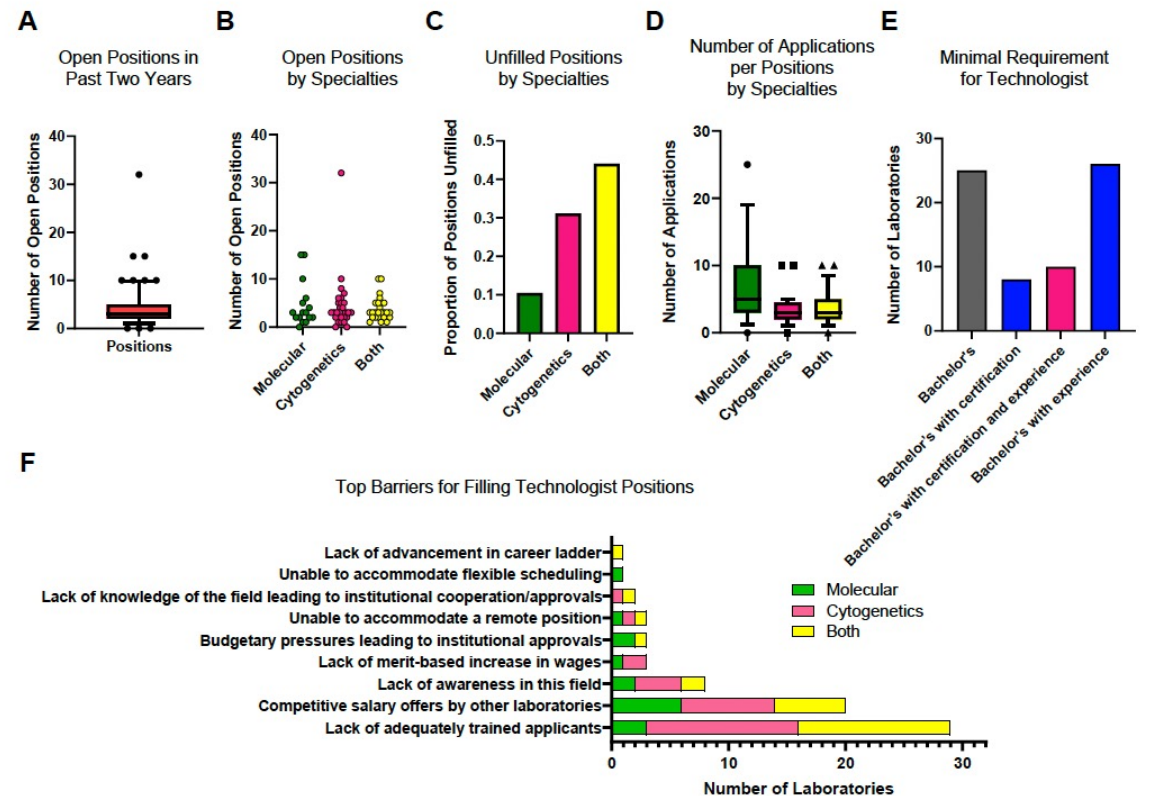 A
Open Positions in
Past Two Years
Number of Open Positions
40
30
20
10
0
Positions
B
Open Positions
by Specialties
Number of Open Positions
40
30
20
10
0
Molecular
Cytogenetics
Both
C
Unfilled Positions
by Specialties
Proportion of Positions Unfilled
0.5
0.4
0.3
0.2
0.1
0.0
Molecular
Cytogenetics
Both
D
Number of Applications
per Positions
by Specialties
Number of Applications
30
20
10
0
Molecular
Cytogenetics
Both
E
Minimal Requirement
for Technologist
Number of Laboratories
30
20
10
0
Bachelor's
Bachelor's with certification
Bachelor's with certification and experience
Bachelor's with experience
F
Top Barriers for Filling Technologist Positions
Lack of advancement in career ladder
Unable to accommodate flexible scheduling
Lack of knowledge of the field leading to institutional cooperation/approvals
Unable to accommodate a remote position
Budgetary pressures leading to institutional approvals
Lack of merit-based increase in wages
Lack of awareness in this field
Competitive salary offers by other laboratories
Lack of adequately trained applicants
Molecular
Cytogenetics
Both
0
10
20
30
Number of Laboratories